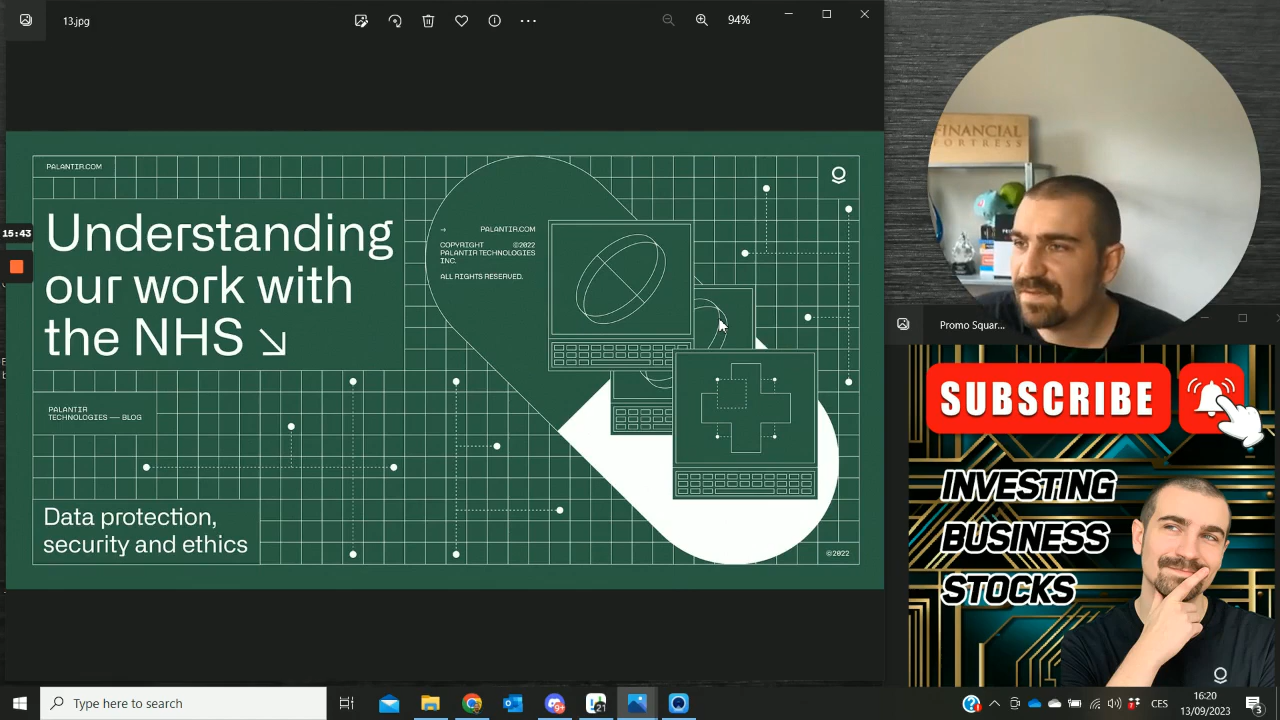 13.jpg
94%
PALANTIR.COM
Understanding
our work with
the NHS ↘
→ PALANTIR.COM
COPYRIGHT ©2022
PALANTIR TECHNOLOGIES
INC.
ALL RIGHTS RESERVED.
PALANTIR
TECHNOLOGIES — BLOG
Data protection,
security and ethics
©2022
15:43
FINANCIAL
FORTRESS
Promo Squar...
SUBSCRIBE
INVESTING
BUSINESS
STOCKS
Type here to search
21
CES
16:20
13/09/2023
3